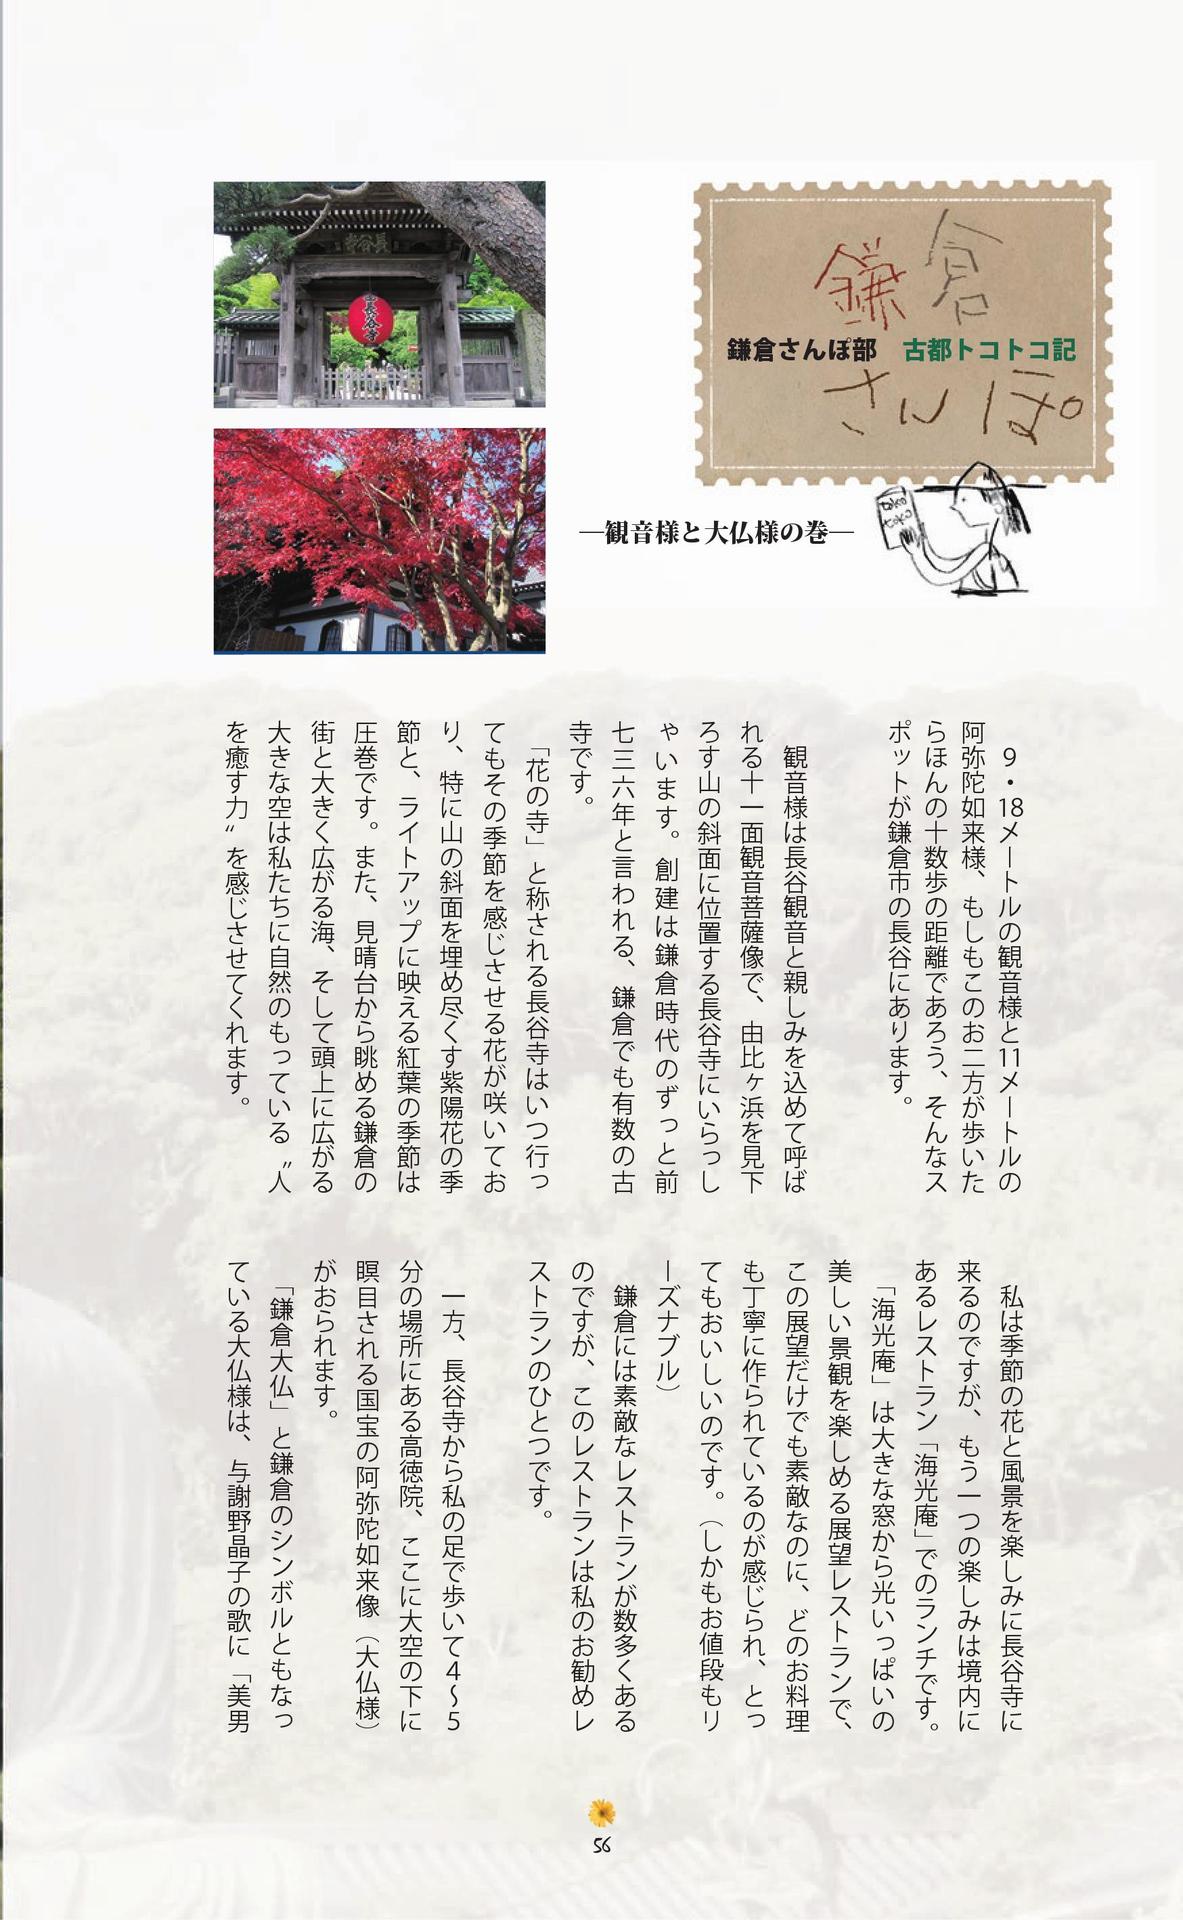 鎌倉
鎌倉さんぽ部　古都トコトコ記
さんぽ
toko
toko
―観音様と大仏様の巻―
長谷寺
長谷寺
9・18メートルの観音様と11メートルの
阿弥陀如来様、もしもこのお二方が歩いた
らほんの十数歩の距離であろう、そんなス
ポットが鎌倉市の長谷にあります。
観音様は長谷観音と親しみを込めて呼ば
れる十一面観音菩薩像で、由比ヶ浜を見下
ろす山の斜面に位置する長谷寺にいらっし
ゃいます。創建は鎌倉時代のずっと前
七三六年と言われる、鎌倉でも有数の古
寺です。
「花の寺」と称される長谷寺はいつ行っ
てもその季節を感じさせる花が咲いてお
り、特に山の斜面を埋め尽くす紫陽花の季
節と、ライトアップに映える紅葉の季節は
圧巻です。また、見晴台から眺める鎌倉の
街と大きく広がる海、そして頭上に広がる
大きな空は私たちに自然のもっている〝人
を癒す力〟を感じさせてくれます。
私は季節の花と風景を楽しみに長谷寺に
来るのですが、もう一つの楽しみは境内に
あるレストラン「海光庵」でのランチです。
「海光庵」は大きな窓から光いっぱいの
美しい景観を楽しめる展望レストランで、
この展望だけでも素敵なのに、どのお料理
も丁寧に作られているのが感じられ、とっ
てもおいしいのです。（しかもお値段もリ
ーズナブル）
鎌倉には素敵なレストランが数多くある
のですが、このレストランは私のお勧めレ
ストランのひとつです。
一方、長谷寺から私の足で歩いて4〜5
分の場所にある高徳院、ここに大空の下に
瞑目される国宝の阿弥陀如来像（大仏様）
がおられます。
「鎌倉大仏」と鎌倉のシンボルともなっ
ている大仏様は、与謝野晶子の歌に「美男
56